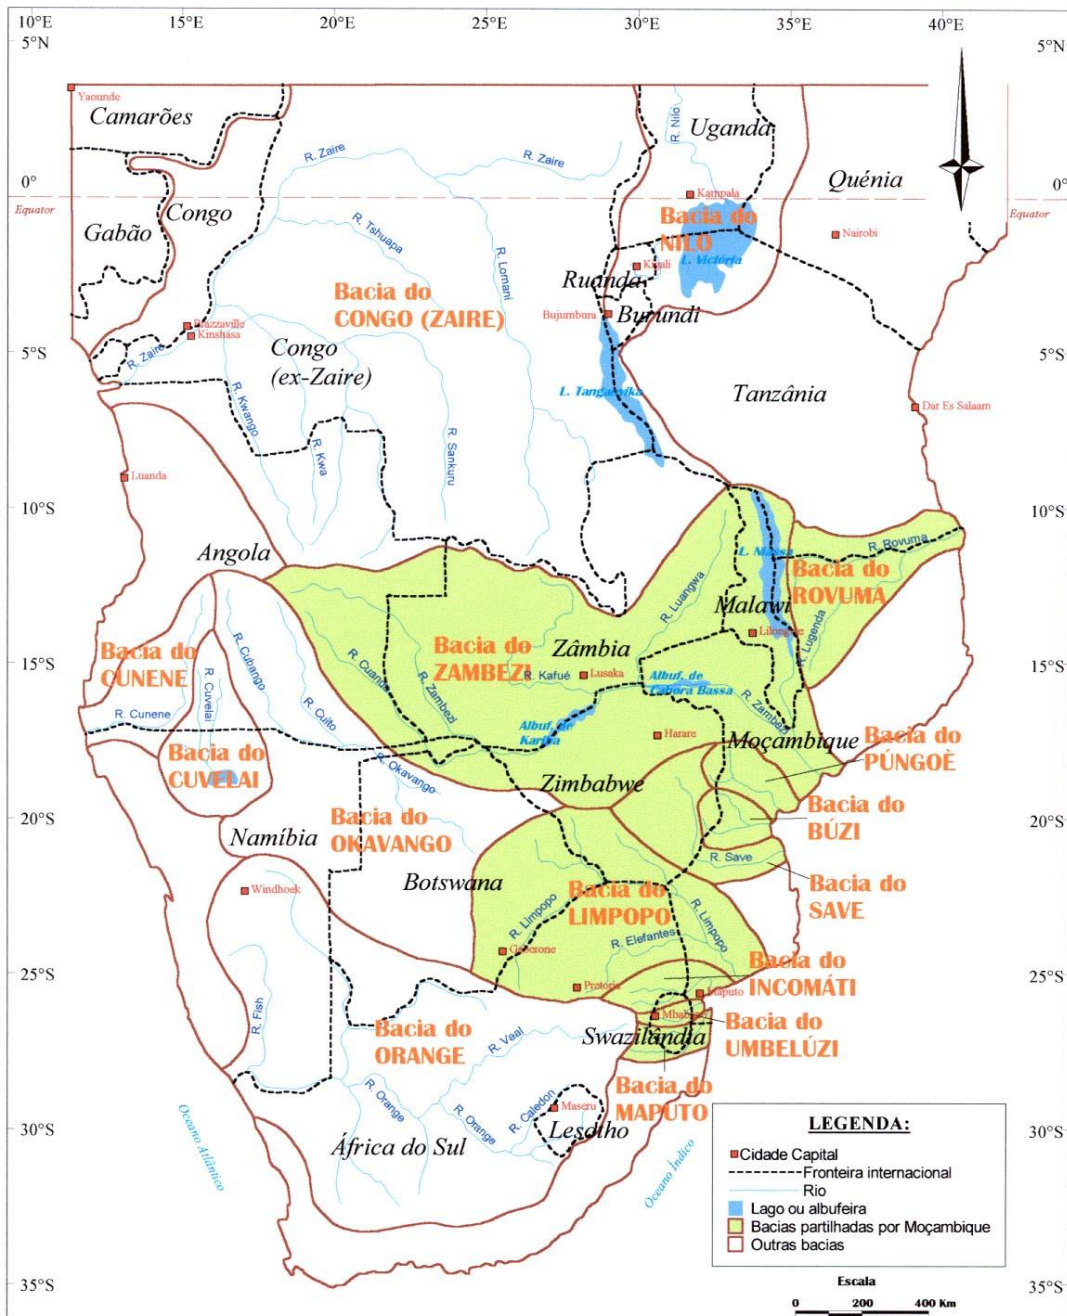 10°E 15°E 20°E 25°E 30°E 35°E 40°E
5°N
5°N
Yaounde
Camarões
R. Zaire
R. Zaire
R. Nilo
Uganda
Quénia
0°
0°
Equator
Equator
Kampala
Gabão
Congo
R. Tshuapa
R. Lomani
Bacia do
NILO
L. Victória
Nairobi
Kigali
Ruanda
Bujumbura
Burundi
Bacia do
CONGO (ZAIRE)
Brazzaville
Kinshasa
R. Zaire
5°S
5°S
Congo
(ex-Zaire)
R. Kwango
R. Kwa
R. Sankuru
L. Tanganyika
Tanzânia
Dar Es Salaam
Luanda
10°S
10°S
Angola
L. Niassa
R. Rovuma
Bacia do
ROVUMA
R. Luangwa
Malawi
Lilongwe
R. Lugenda
Bacia do
CUNENE
R. Cubango
R. Cuvelai
R. Cunene
R. Cuito
R. Cuando
Bacia do
ZAMBEZI
Zâmbia
R. Kafué
Lusaka
R. Zambezi
15°S
15°S
Albuf. de
Cabora Bassa
R. Zambezi
Albuf. de
Kariba
Harare
Moçambique
Bacia do
PÚNGOÈ
Bacia do
CUVELAI
R. Okavango
Zimbabwe
Bacia do
BÚZI
20°S
20°S
Namíbia
Bacia do
OKAVANGO
Botswana
R. Save
Bacia do
SAVE
Windhoek
Bacia do
LIMPOPO
R. Limpopo
R. Limpopo
R. Elefantes
Gaberone
Pretoria
25°S
25°S
Bacia do
INCOMÁTI
Maputo
R. Fish
Bacia do
ORANGE
R. Vaal
Swazilândia
Bacia do
UMBELÚZI
Bacia do
MAPUTO
R. Orange
R. Orange
R. Caledon
Maseru
Lesotho
África do Sul
Oceano Atlântico
Oceano Índico
30°S
30°S
35°S
35°S
LEGENDA:
Cidade Capital
Fronteira internacional
Rio
Lago ou albufeira
Bacias partilhadas por Moçambique
Outras bacias
Escala
0 200 400 Km